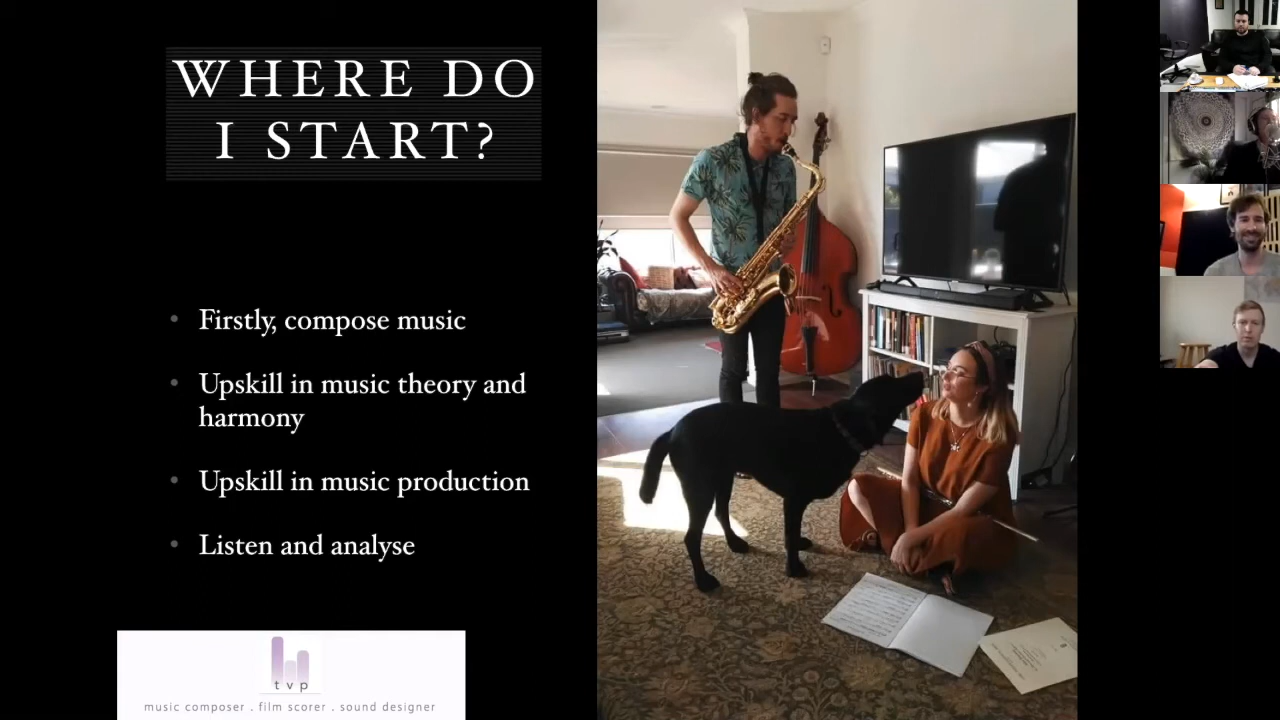 WHERE DO
I START?
Firstly, compose music
Upskill in music theory and
harmony
Upskill in music production
Listen and analyse
tvp
music composer . film scorer . sound designer